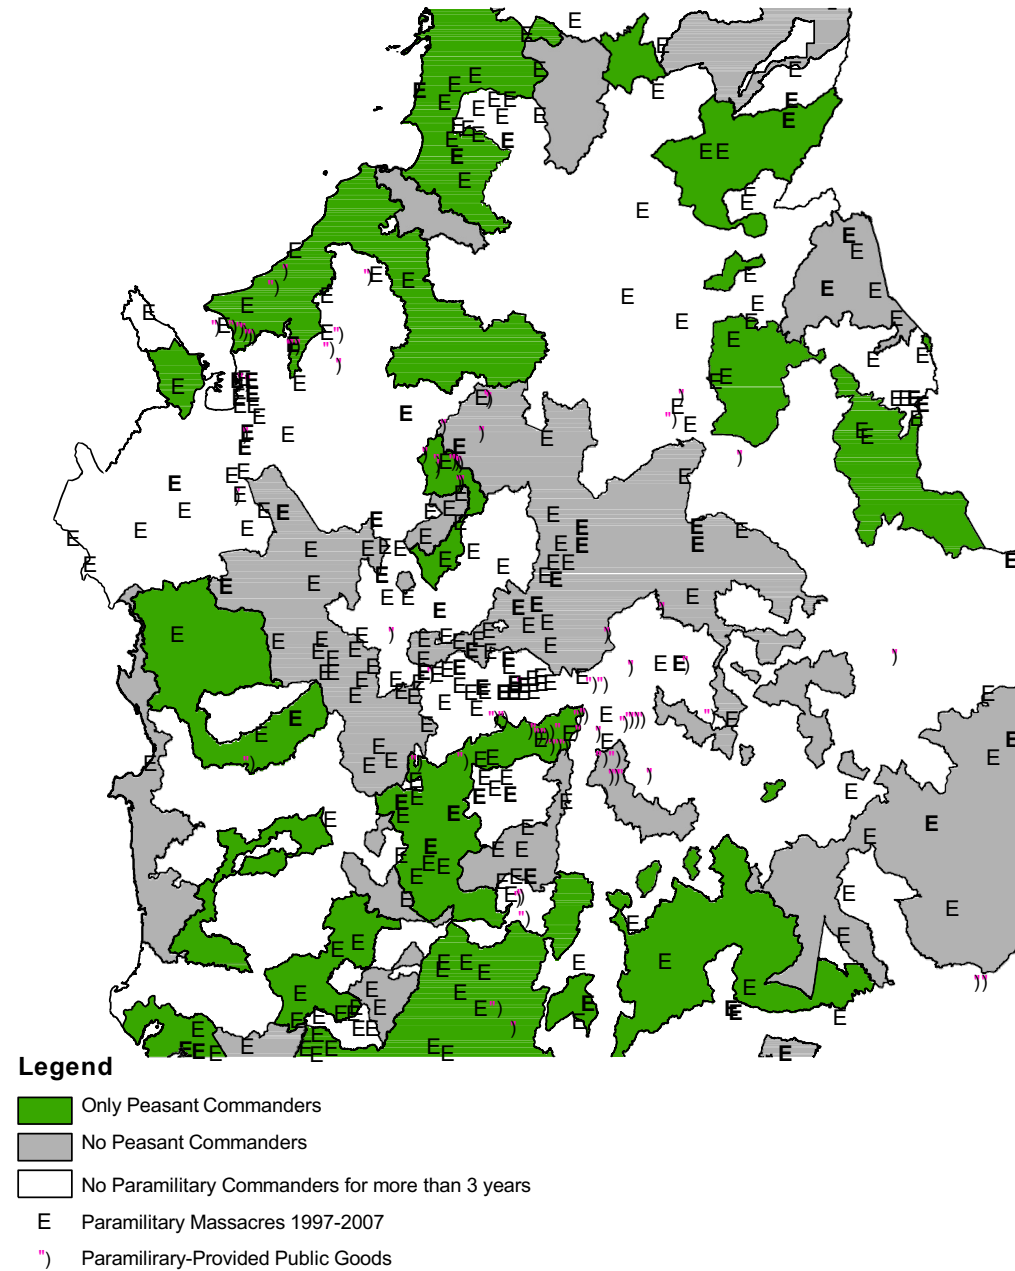 Legend
Only Peasant Commanders
No Peasant Commanders
No Paramilitary Commanders for more than 3 years
E Paramilitary Massacres 1997-2007
") Paramilirary-Provided Public Goods